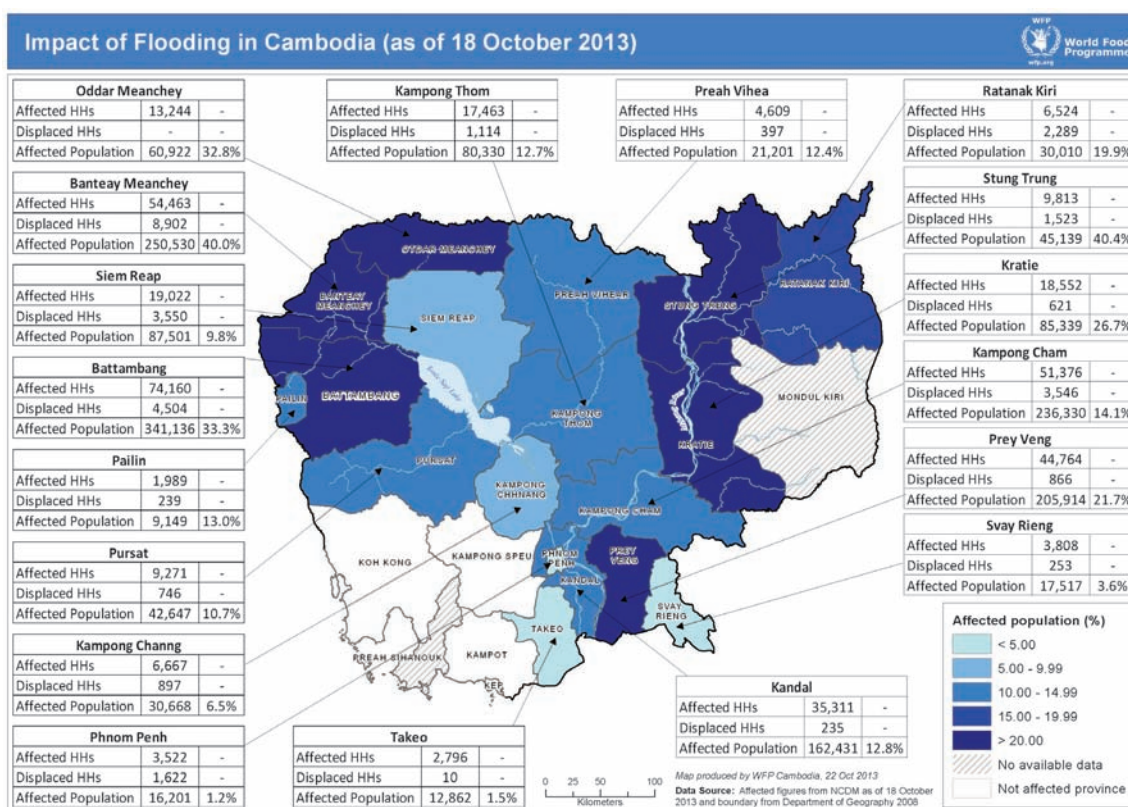 Impact of Flooding in Cambodia (as of 18 October 2013)
WFP
wfp.org
World Food
Programme
Oddar Meanchey
Affected HHs 13,244 -
Displaced HHs - -
Affected Population 60,922 32.8%
Kampong Thom
Affected HHs 17,463 -
Displaced HHs 1,114 -
Affected Population 80,330 12.7%
Preah Vihea
Affected HHs 4,609 -
Displaced HHs 397 -
Affected Population 21,201 12.4%
Ratanak Kiri
Affected HHs 6,524 -
Displaced HHs 2,289 -
Affected Population 30,010 19.9%
Banteay Meanchey
Affected HHs 54,463 -
Displaced HHs 8,902 -
Affected Population 250,530 40.0%
Stung Trung
Affected HHs 9,813 -
Displaced HHs 1,523 -
Affected Population 45,139 40.4%
Siem Reap
Affected HHs 19,022 -
Displaced HHs 3,550 -
Affected Population 87,501 9.8%
Kratie
Affected HHs 18,552 -
Displaced HHs 621 -
Affected Population 85,339 26.7%
Battambang
Affected HHs 74,160 -
Displaced HHs 4,504 -
Affected Population 341,136 33.3%
Kampong Cham
Affected HHs 51,376 -
Displaced HHs 3,546 -
Affected Population 236,330 14.1%
Pailin
Affected HHs 1,989 -
Displaced HHs 239 -
Affected Population 9,149 13.0%
Prey Veng
Affected HHs 44,764 -
Displaced HHs 866 -
Affected Population 205,914 21.7%
Pursat
Affected HHs 9,271 -
Displaced HHs 746 -
Affected Population 42,647 10.7%
Svay Rieng
Affected HHs 3,808 -
Displaced HHs 253 -
Affected Population 17,517 3.6%
Kampong Channg
Affected HHs 6,667 -
Displaced HHs 897 -
Affected Population 30,668 6.5%
Phnom Penh
Affected HHs 3,522 -
Displaced HHs 1,622 -
Affected Population 16,201 1.2%
Takeo
Affected HHs 2,796 -
Displaced HHs 10 -
Affected Population 12,862 1.5%
Kandal
Affected HHs 35,311 -
Displaced HHs 235 -
Affected Population 162,431 12.8%
OTDAR MEANCHEY
BANTEAY
MEANCHEY
SIEM REAP
PREAH VIHEAR
STUNG TRENG
RATANAK KIRI
BATTAMBANG
PAILIN
KAMPONG
THOM
MONDUL KIRI
KRATIE
PURSAT
KAMPONG
CHHNANG
KAMPONG CHAM
KOH KONG
KAMPONG SPEU
PHNOM
PENH
PREY
VENG
KANDAL
SVAY
RIENG
TAKEO
PREAH SIHANOUK
KAMPOT
KEP
Affected population (%)
< 5.00
5.00 - 9.99
10.00 - 14.99
15.00 - 19.99
> 20.00
No available data
Not affected province
0 25 50 100
Kilometers
Map produced by WFP Cambodia, 22 Oct 2013
Data Source: Affected figures from NCDM as of 18 October
2013 and boundary from Department of Geography 2008